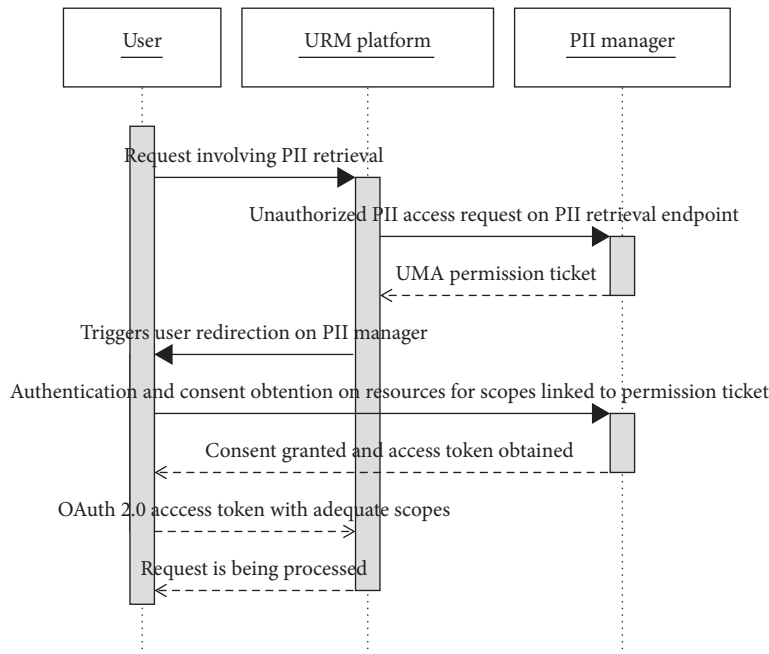 User
URM platform
PII manager
Request involving PII retrieval
Unauthorized PII access request on PII retrieval endpoint
UMA permission ticket
Triggers user redirection on PII manager
Authentication and consent obtention on resources for scopes linked to permission ticket
Consent granted and access token obtained
OAuth 2.0 acccess token with adequate scopes
Request is being processed